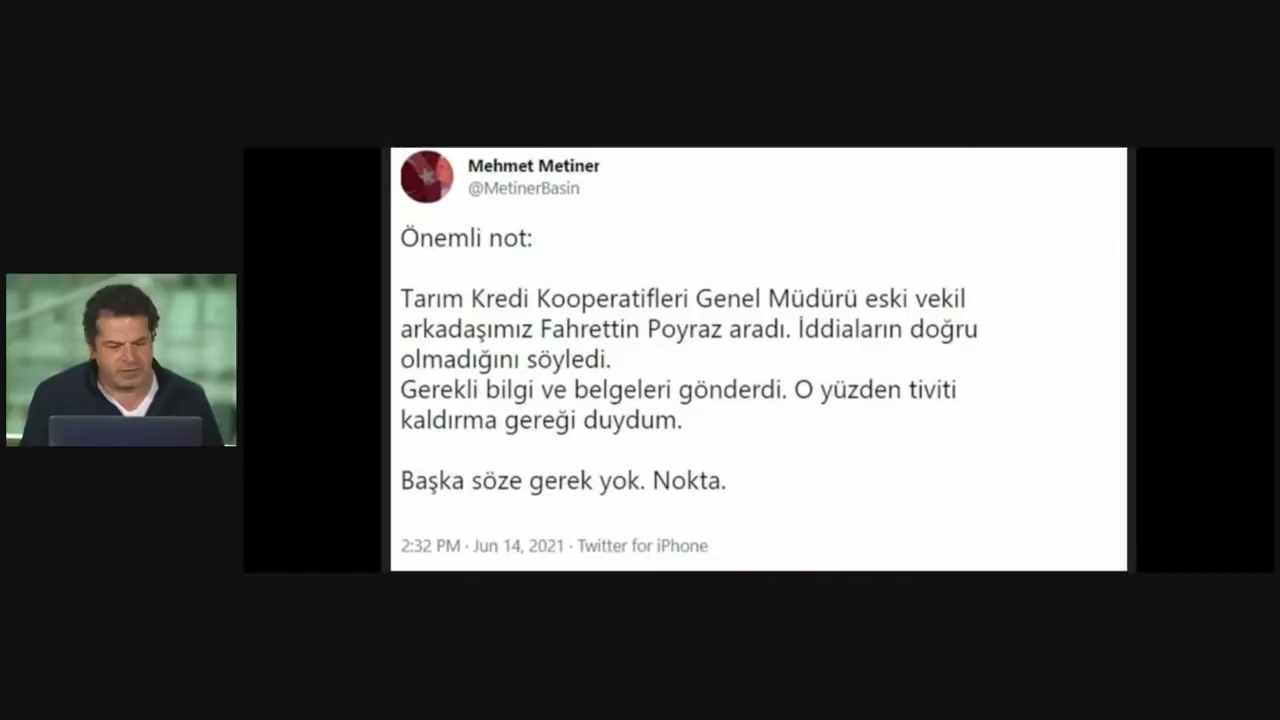 Mehmet Metiner
@MetinerBasin
Önemli not:
Tarım Kredi Kooperatifleri Genel Müdürü eski vekil
arkadaşımız Fahrettin Poyraz aradı. İddiaların doğru
olmadığını söyledi.
Gerekli bilgi ve belgeleri gönderdi. O yüzden tiviti
kaldırma gereği duydum.
Başka söze gerek yok. Nokta.
2:32 PM · Jun 14, 2021 · Twitter for iPhone